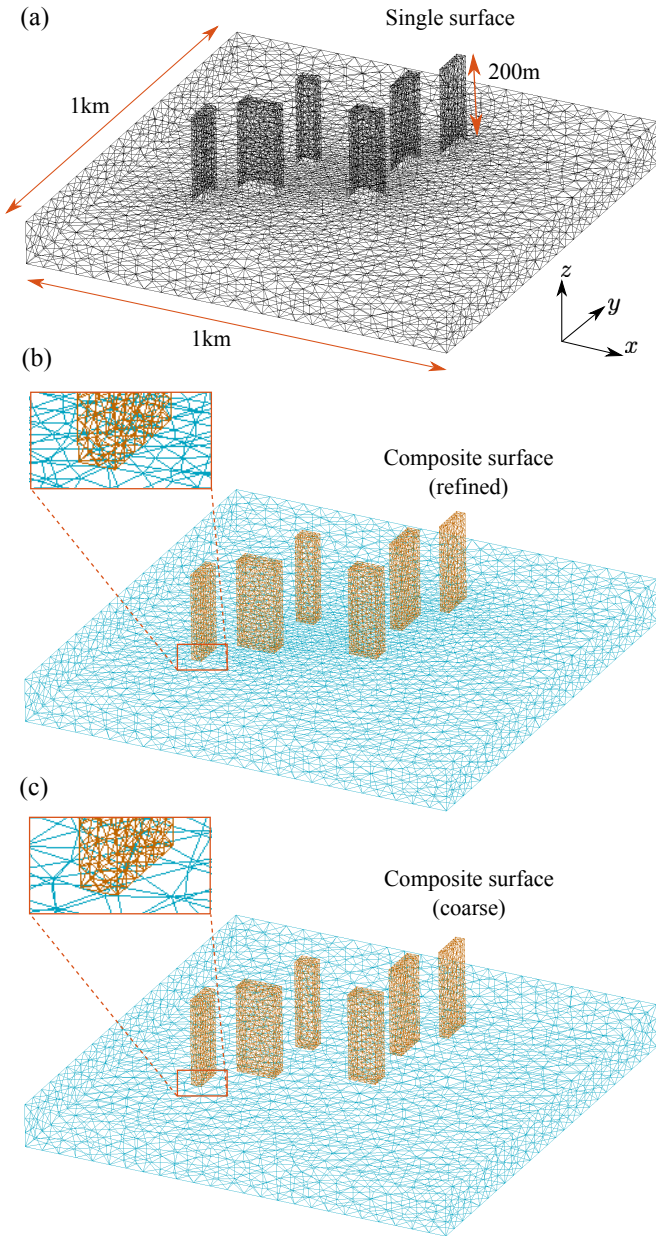 (a)
Single surface
1km
200m
1km
z
y
x
(b)
Composite surface
(refined)
(c)
Composite surface
(coarse)